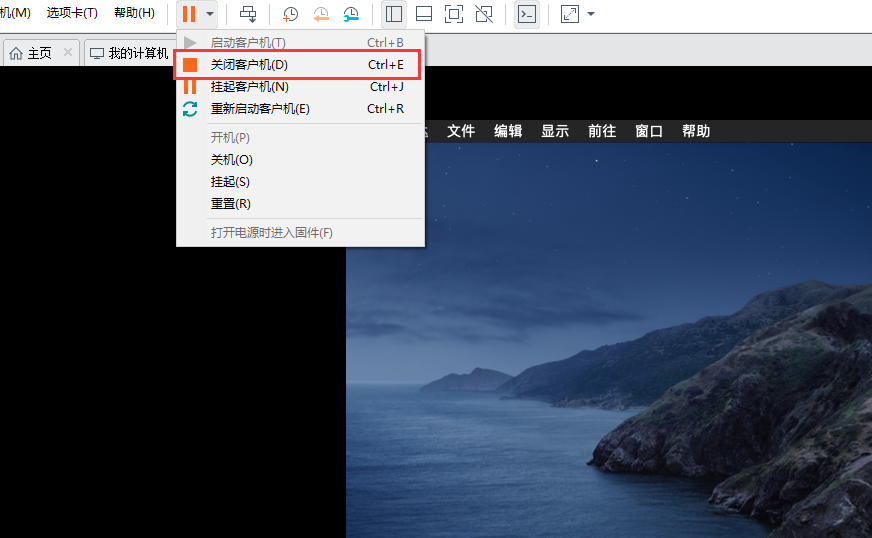 机(M) 选项卡(T) 帮助(H)
主页 我的计算机
启动客户机(T) Ctrl+B
关闭客户机(D) Ctrl+E
挂起客户机(N) Ctrl+J
重新启动客户机(E) Ctrl+R
开机(P)
关机(O)
挂起(S)
重置(R)
打开电源时进入固件(F)
文件 编辑 显示 前往 窗口 帮助